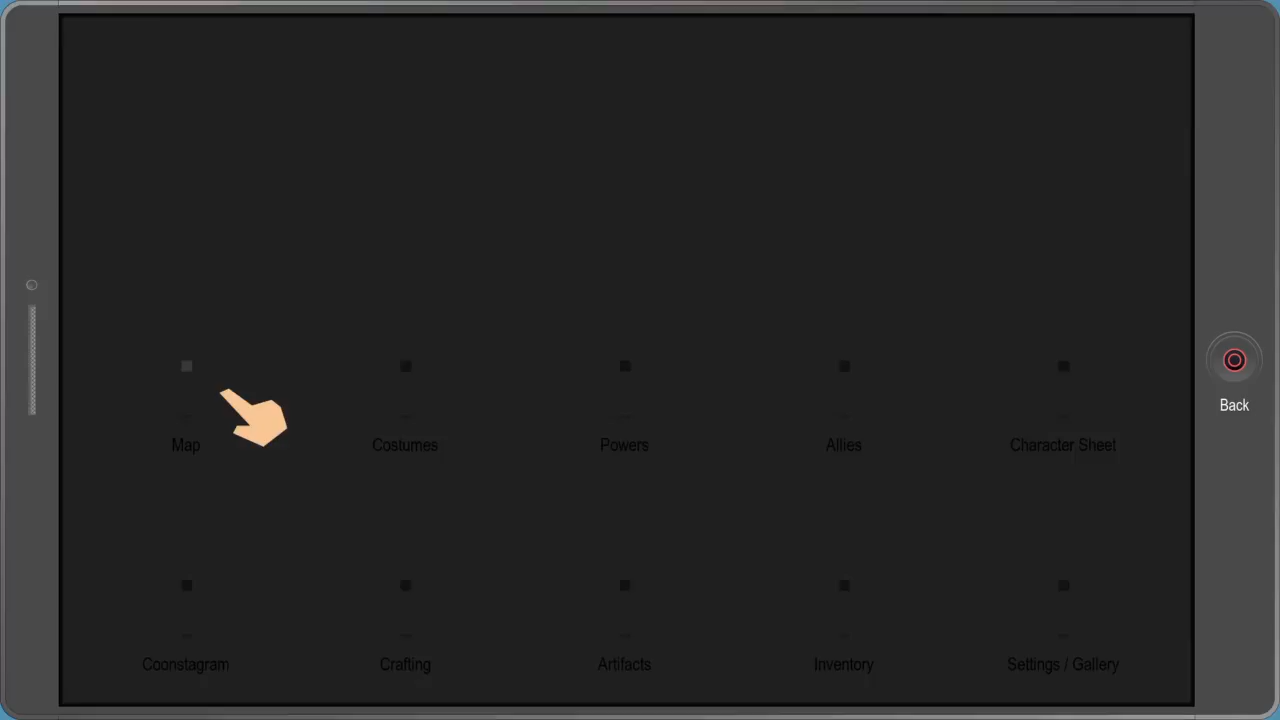 Back
Map Costumes Powers Allies Character Sheet
Coonstagram Crafting Artifacts Inventory Settings / Gallery